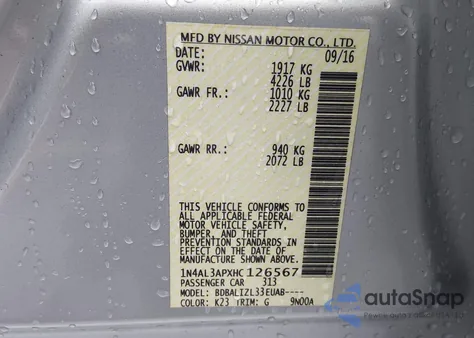 MFD BY NISSAN MOTOR CO., LTD.
DATE: 09/16
GVWR: 1917 KG
4226 LB
GAWR FR.: 1010 KG
2227 LB
GAWR RR.: 940 KG
2072 LB
THIS VEHICLE CONFORMS TO
ALL APPLICABLE FEDERAL
MOTOR VEHICLE SAFETY,
BUMPER, AND THEFT
PREVENTION STANDARDS
IN EFFECT ON THE DATE OF
MANUFACTURE SHOWN ABOVE.
1N4AL3APXHC126567
PASSENGER CAR 313
MODEL: BDBALTZL33EUAB----
COLOR: K23 TRIM: G 9N00A
autoSnap